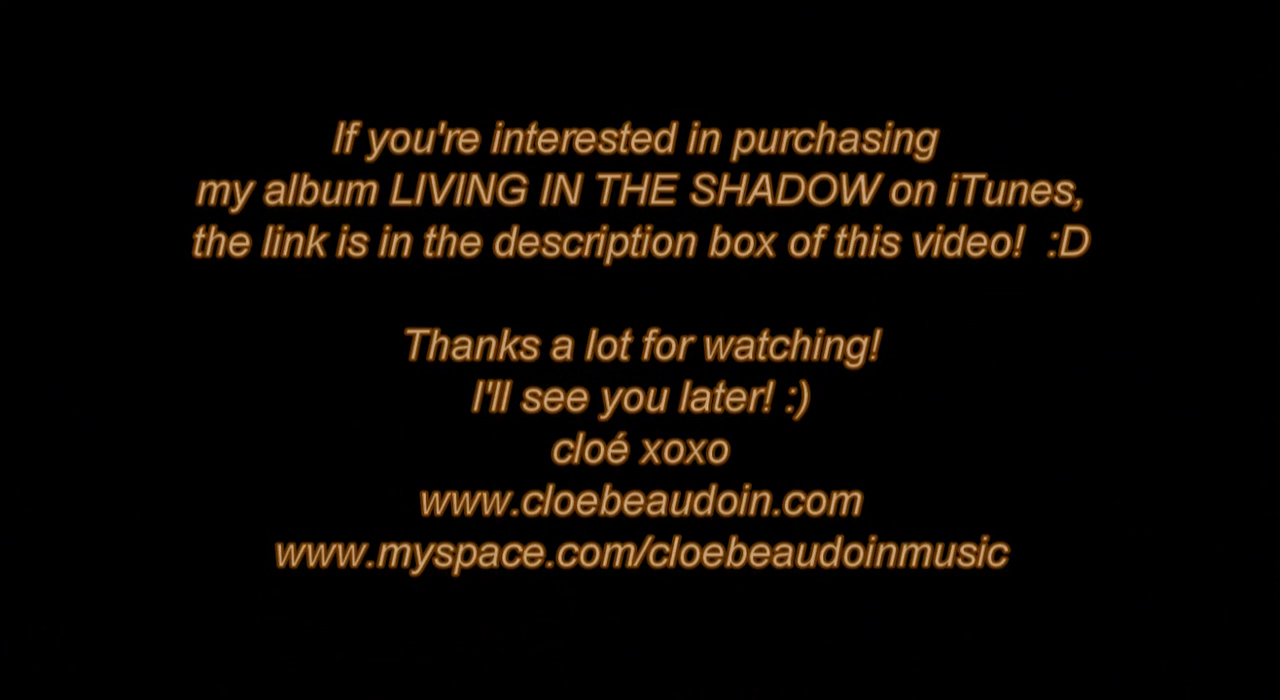 If you're interested in purchasing
my album LIVING IN THE SHADOW on iTunes,
the link is in the description box of this video!  :D
Thanks a lot for watching!
I'll see you later! :)
cloé xoxo
www.cloebeaudoin.com
www.myspace.com/cloebeaudoinmusic